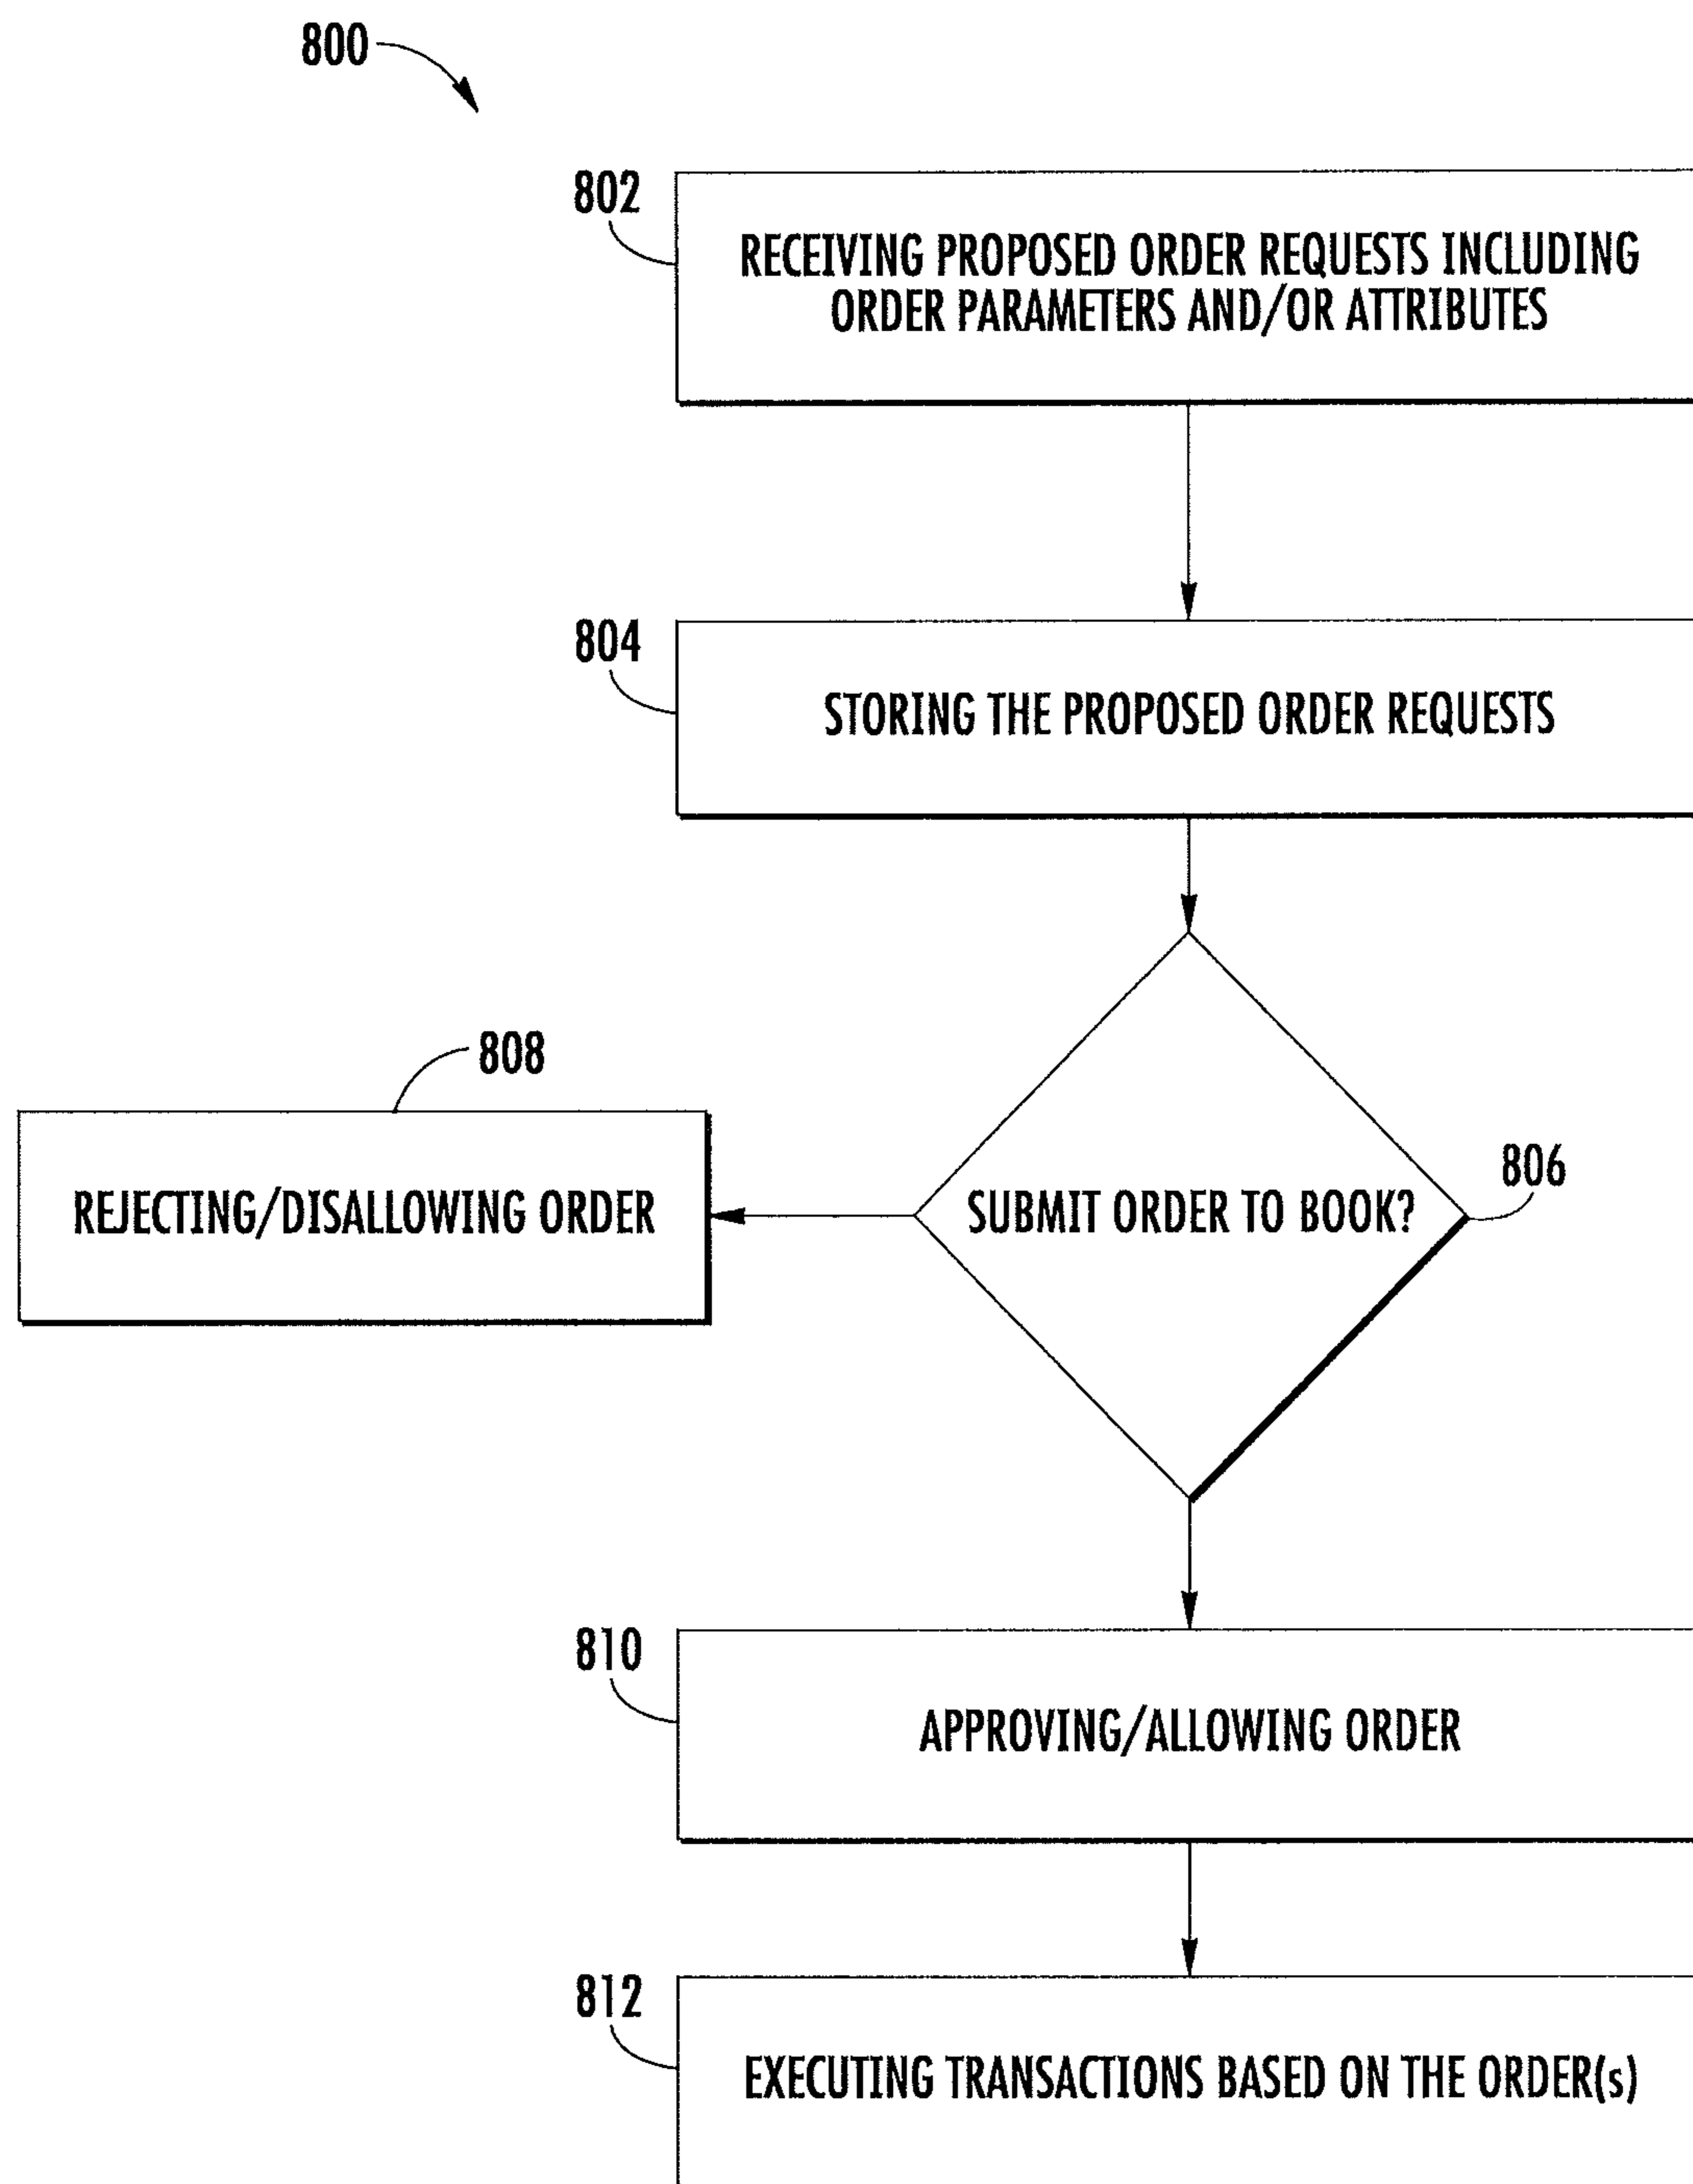 800
802
RECEIVING PROPOSED ORDER REQUESTS INCLUDING
ORDER PARAMETERS AND/OR ATTRIBUTES
804
STORING THE PROPOSED ORDER REQUESTS
808
REJECTING/DISALLOWING ORDER
SUBMIT ORDER TO BOOK?
806
810
APPROVING/ALLOWING ORDER
812
EXECUTING TRANSACTIONS BASED ON THE ORDER(s)